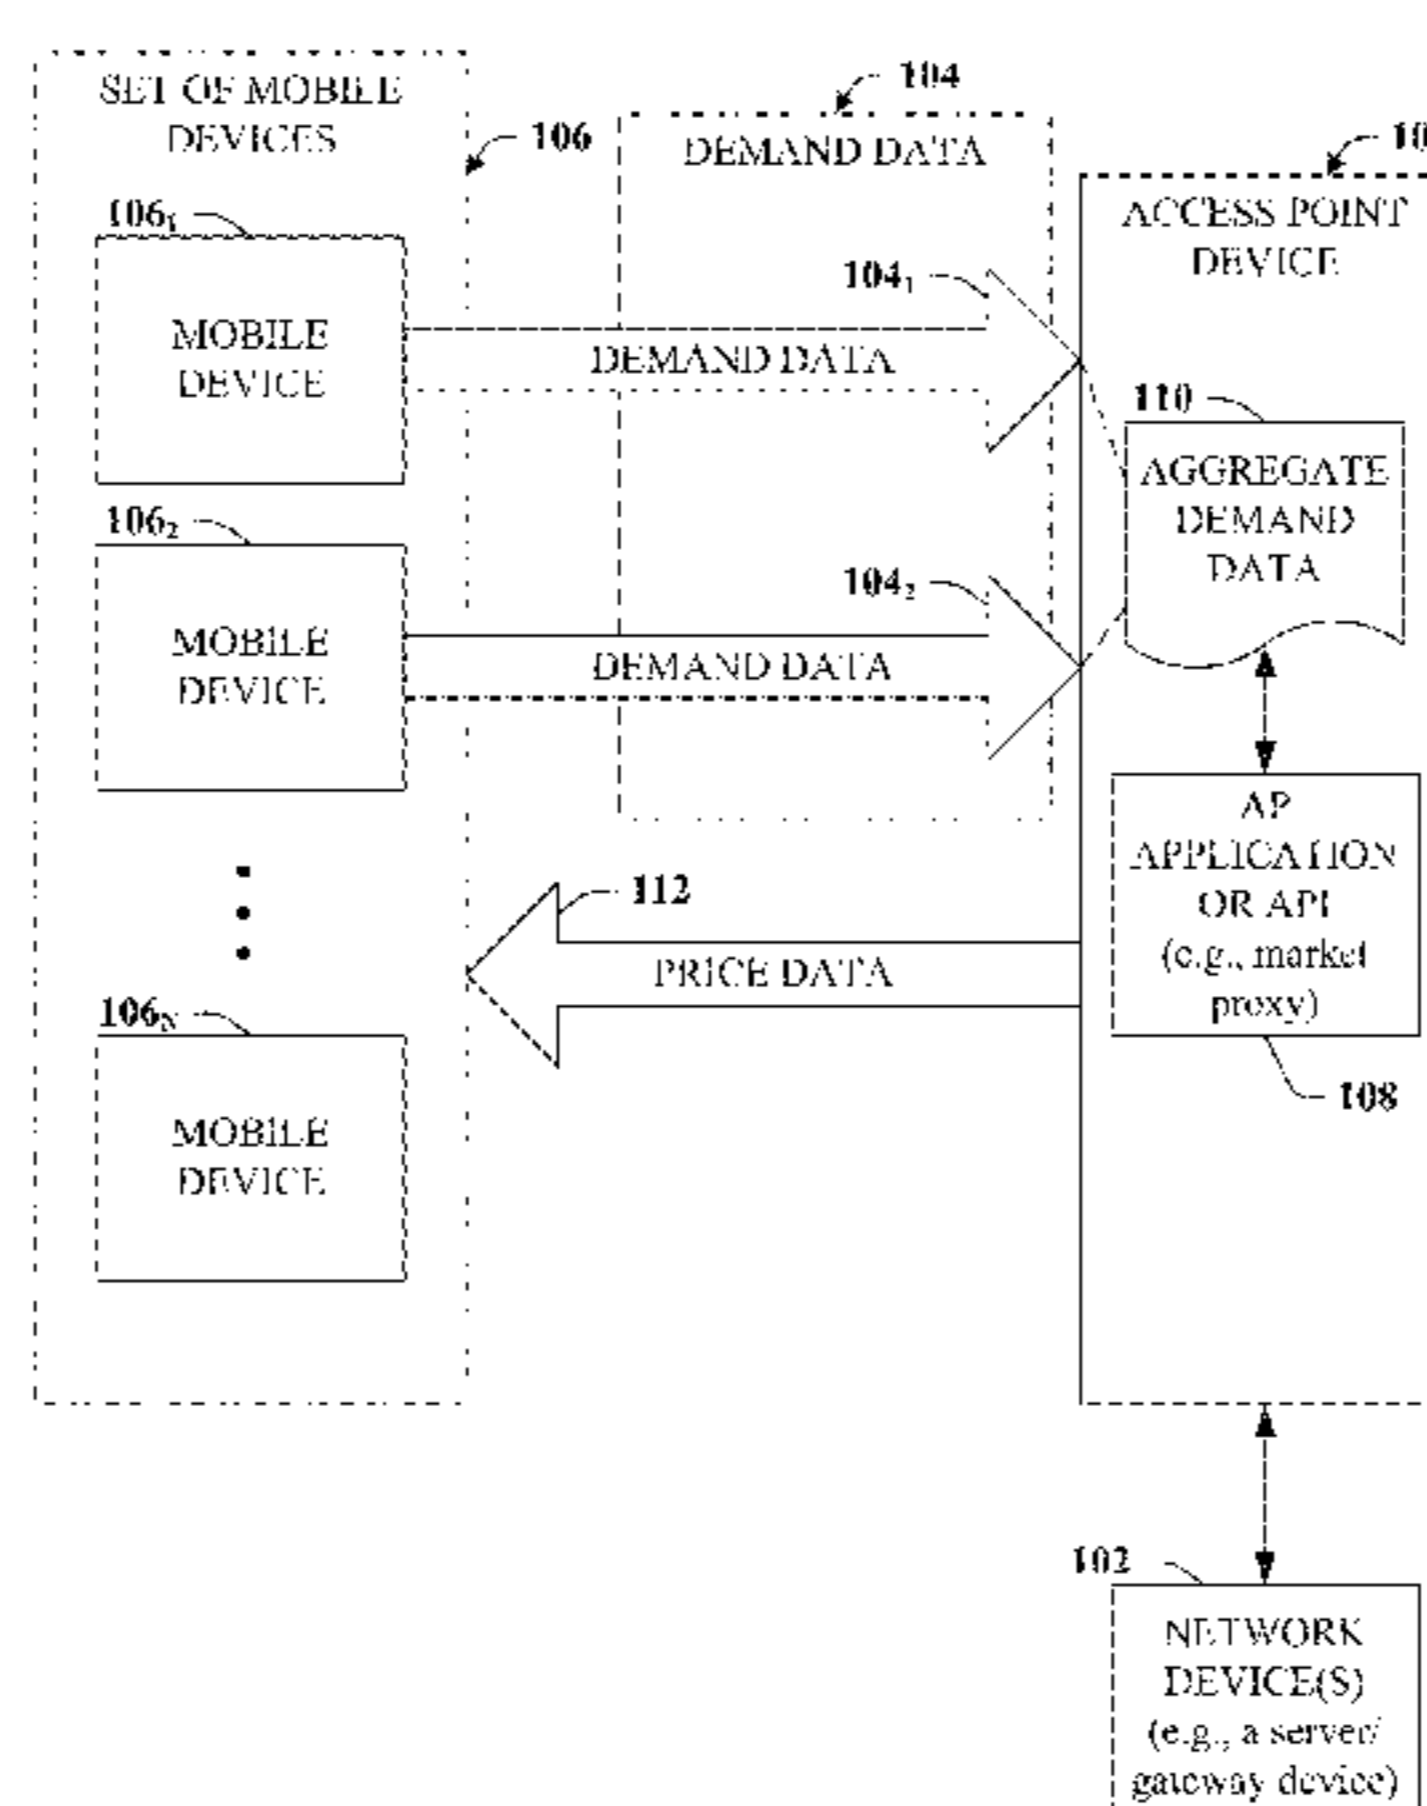 SET OF MOBILE
DEVICES
106
106₁
MOBILE
DEVICE
106₂
MOBILE
DEVICE
106N
MOBILE
DEVICE
104
DEMAND DATA
104₁
DEMAND DATA
104₂
DEMAND DATA
112
PRICE DATA
ACCESS POINT
DEVICE
110
AGGREGATE
DEMAND
DATA
AP
APPLICATION
OR API
(e.g., market
proxy)
108
102
NETWORK
DEVICE(S)
(e.g., a server/
gateway device)